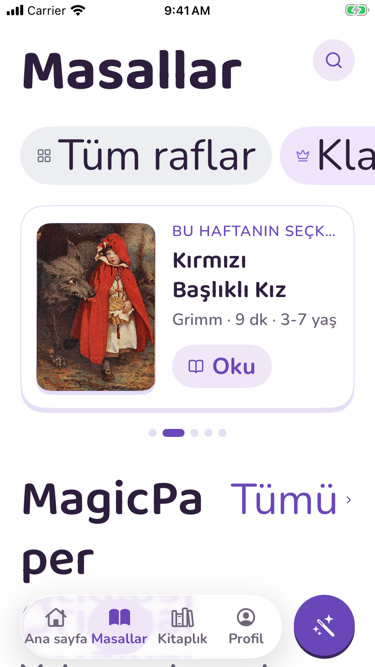 Carrier 9:41 AM
Masallar
Tüm raflar Kla
BU HAFTANIN SEÇK...
Kırmızı
Başlıklı Kız
Grimm · 9 dk · 3-7 yaş
Oku
MagicPa Tümü
per
Ana sayfa Masallar Kitaplık Profil